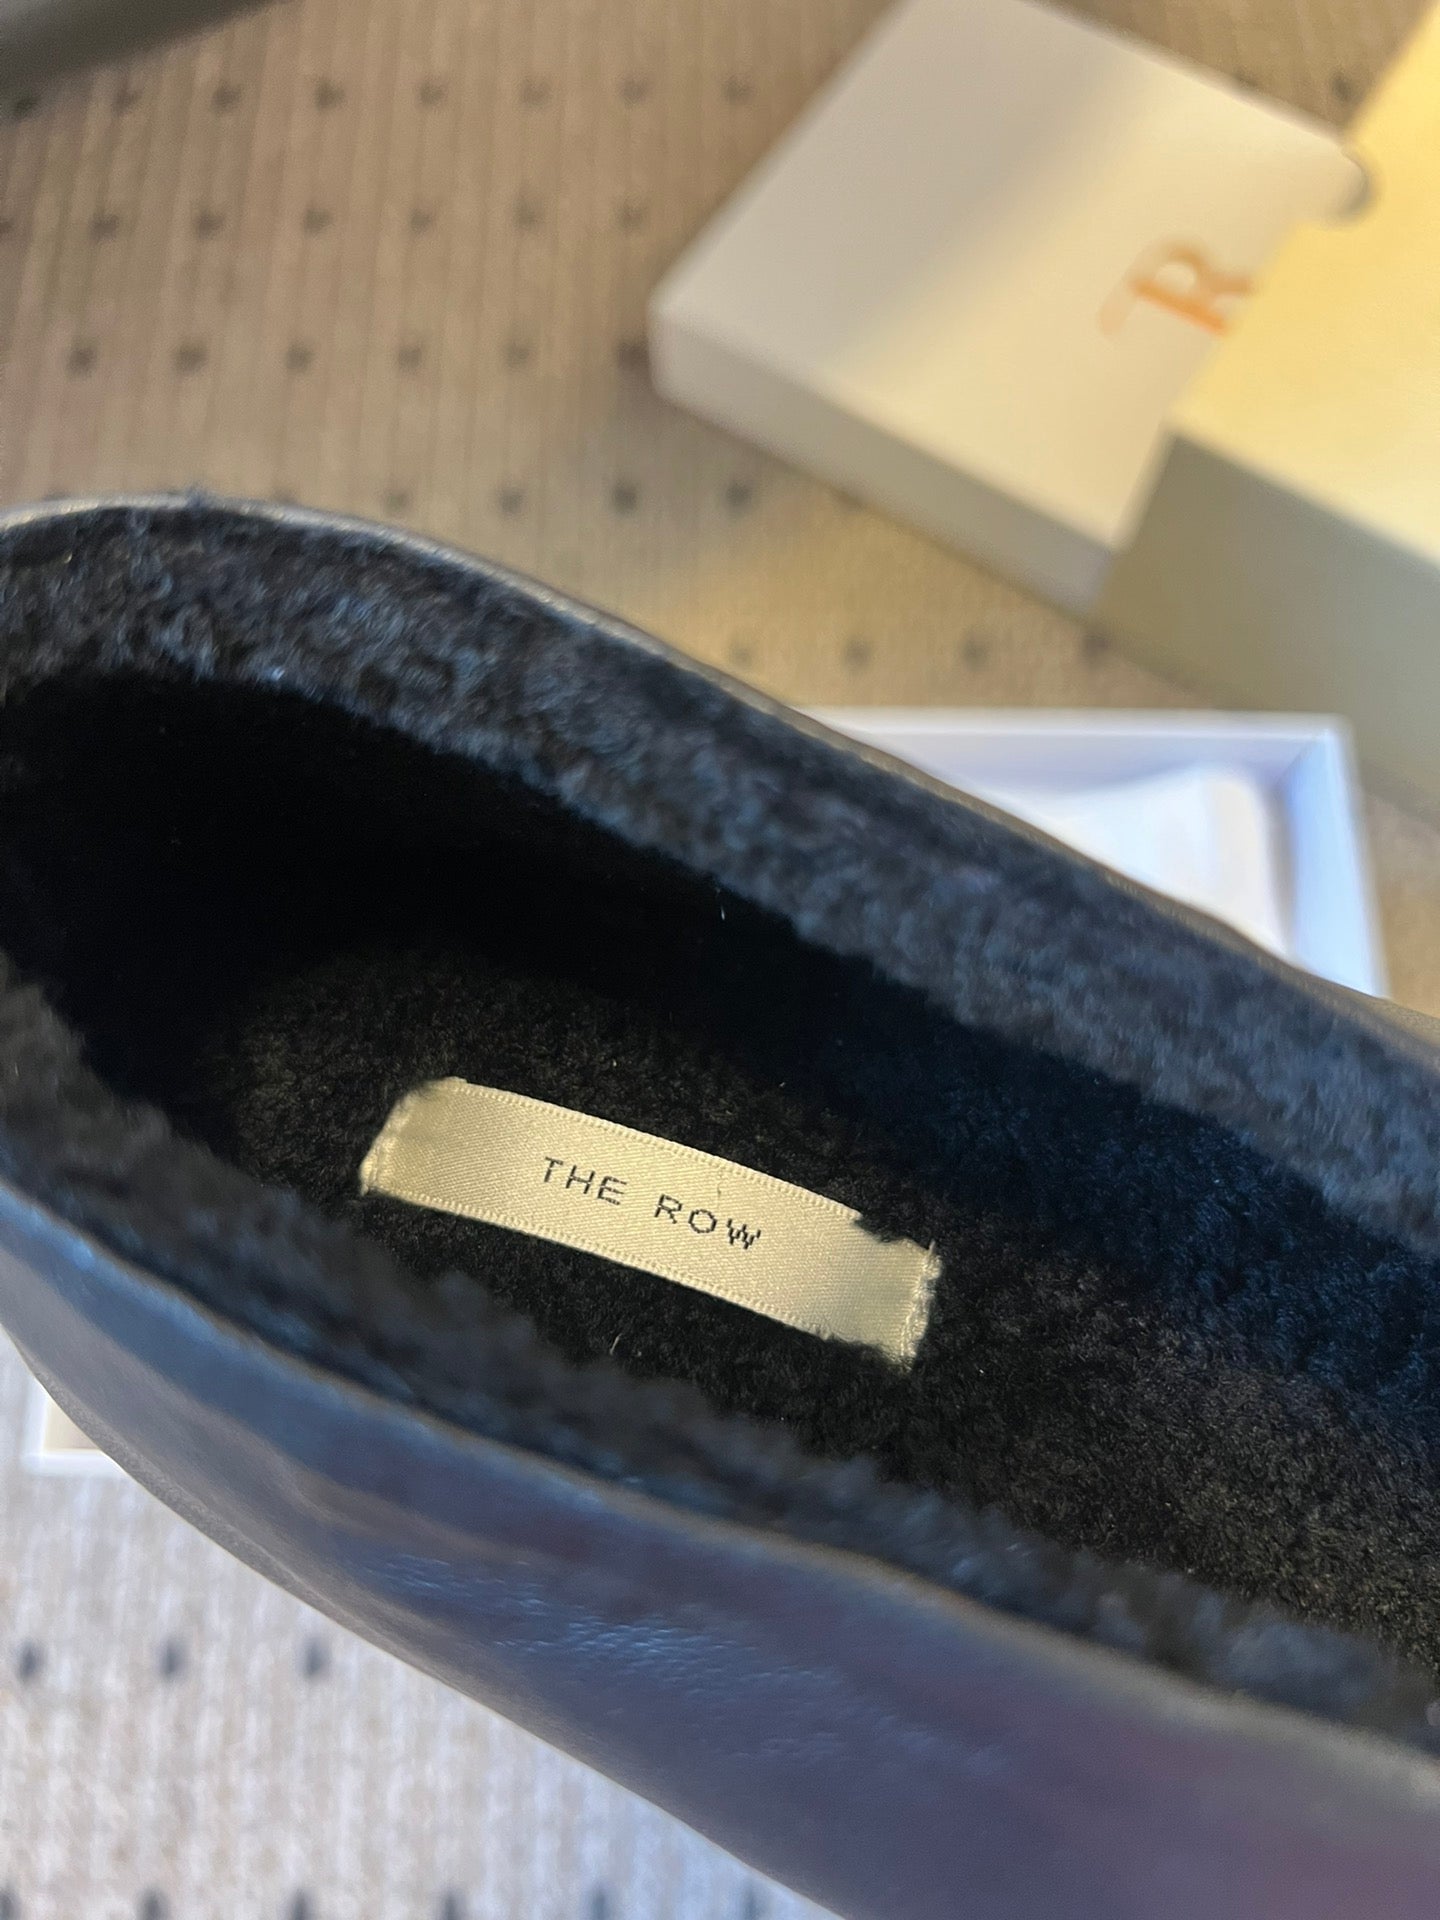 R
THE ROW